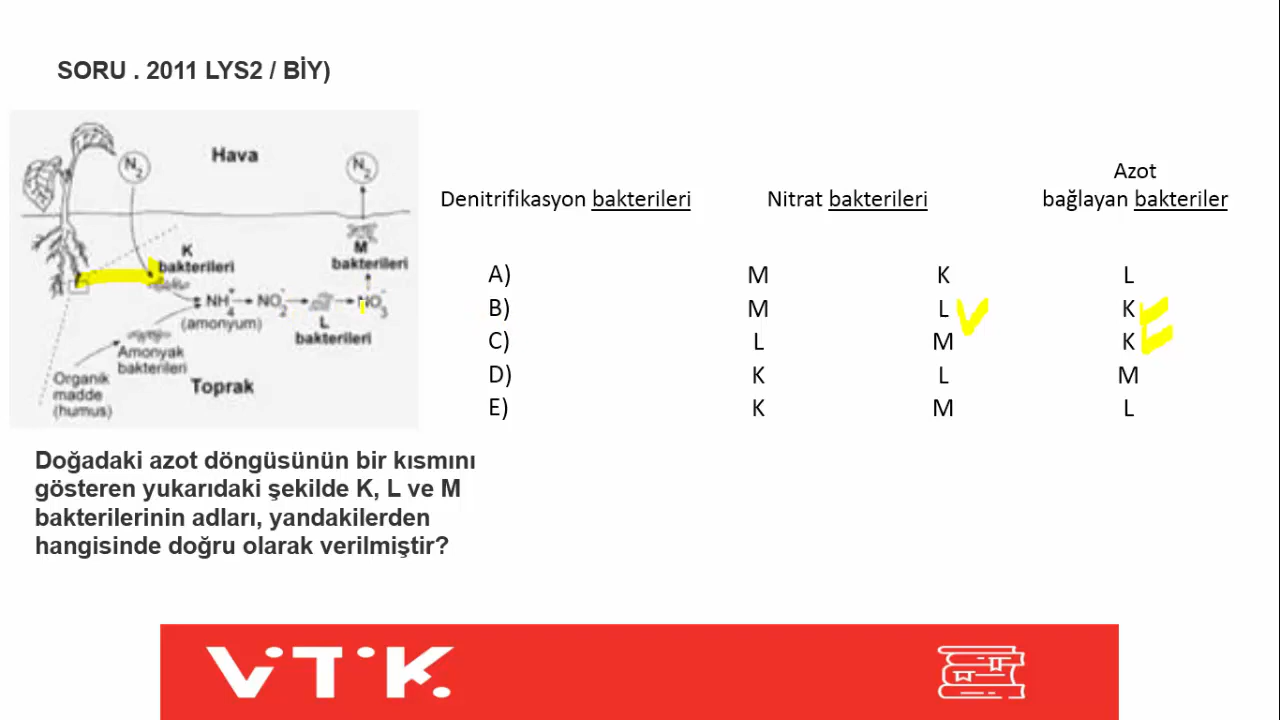 SORU . 2011 LYS2 / BİY)
Hava
N2
N2
K
bakterileri
M
bakterileri
NH4+
NO2-
NO3-
(amonyum)
L
bakterileri
Amonyak
bakterileri
Organik
madde
(humus)
Toprak
Denitrifikasyon bakterileri Nitrat bakterileri Azot
bağlayan bakteriler
A) M K L
B) M L K
C) L M K
D) K L M
E) K M L
Doğadaki azot döngüsünün bir kısmını
gösteren yukarıdaki şekilde K, L ve M
bakterilerinin adları, yandakilerden
hangisinde doğru olarak verilmiştir?
VTK